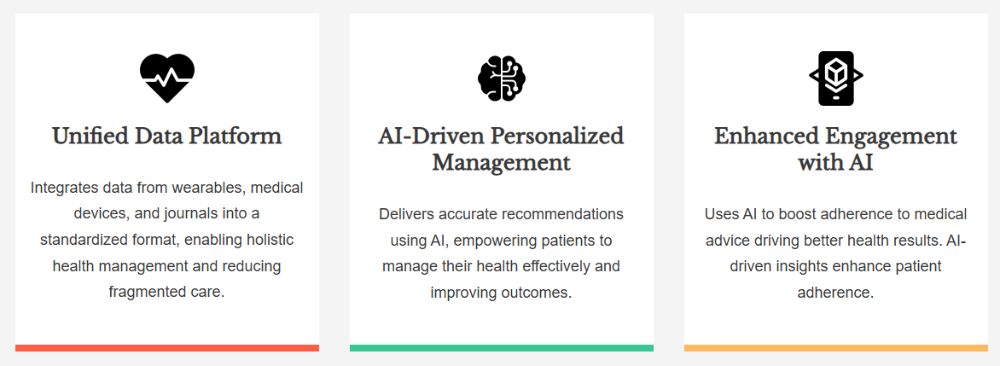 Unified Data Platform
Integrates data from wearables, medical
devices, and journals into a
standardized format, enabling holistic
health management and reducing
fragmented care.
AI-Driven Personalized
Management
Delivers accurate recommendations
using AI, empowering patients to
manage their health effectively and
improving outcomes.
Enhanced Engagement
with AI
Uses AI to boost adherence to medical
advice driving better health results. AI-
driven insights enhance patient
adherence.